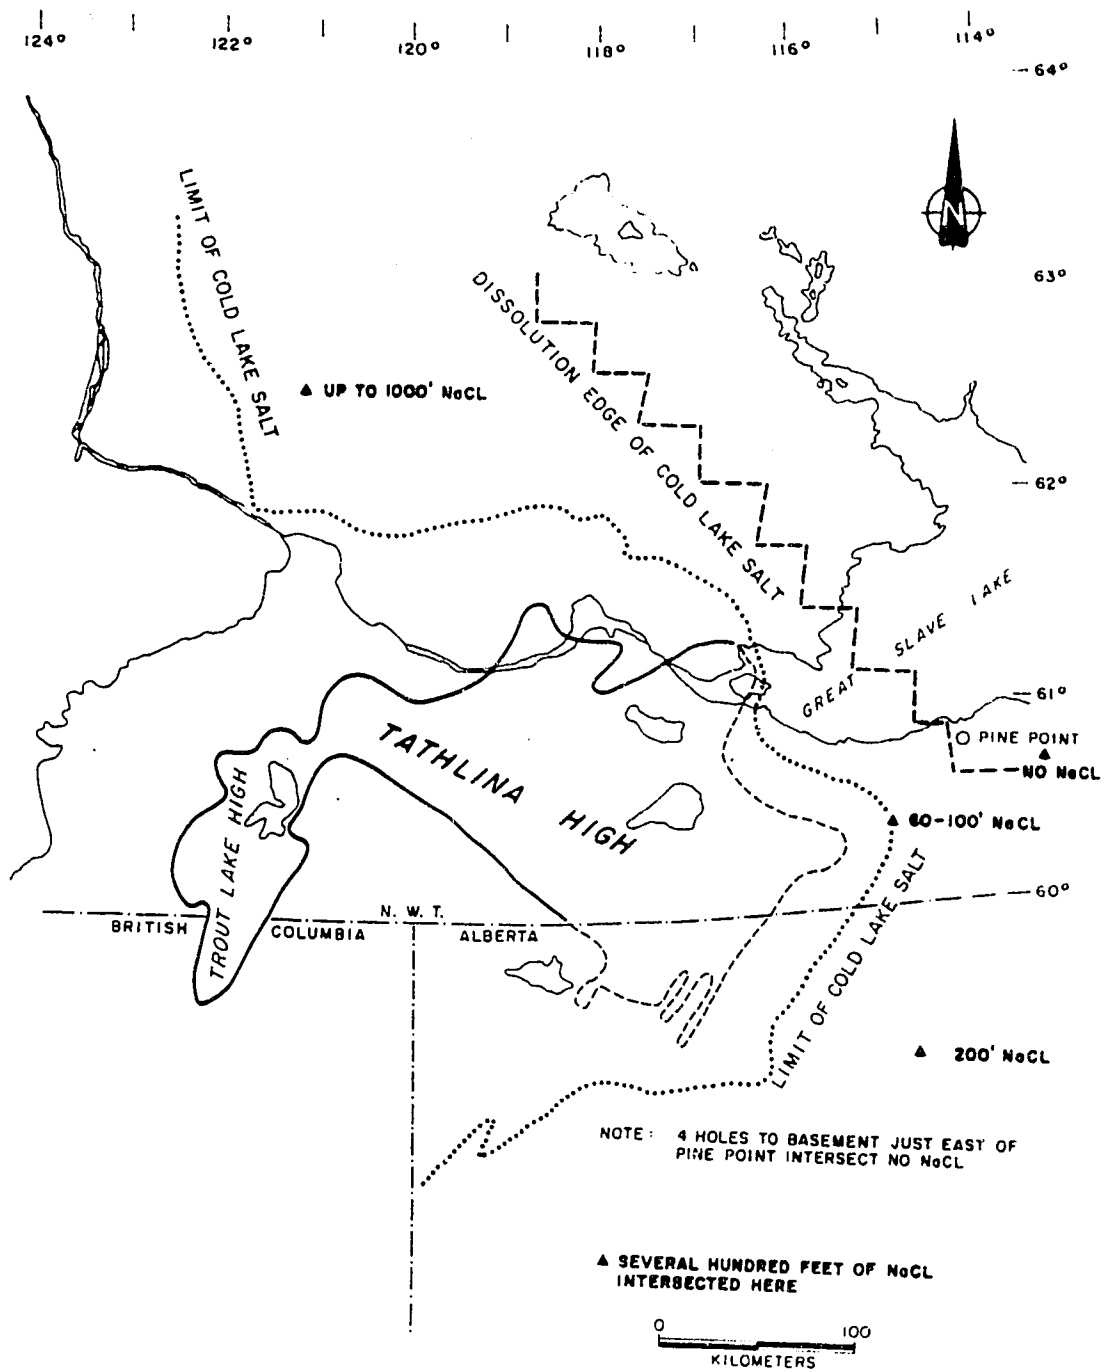 124° 122° 120° 118° 116° 114°
64°
N
63°
LIMIT OF COLD LAKE SALT
DISSOLUTION EDGE OF COLD LAKE SALT
▲ UP TO 1000' NaCL
62°
GREAT SLAVE LAKE
61°
PINE POINT
NO NaCL
TATHLINA HIGH
TROUT LAKE HIGH
60-100' NaCL
LIMIT OF COLD LAKE SALT
60°
N. W. T.
BRITISH COLUMBIA ALBERTA
▲ 200' NaCL
NOTE: 4 HOLES TO BASEMENT JUST EAST OF
PINE POINT INTERSECT NO NaCL
▲ SEVERAL HUNDRED FEET OF NaCL
INTERSECTED HERE
0 100
KILOMETERS